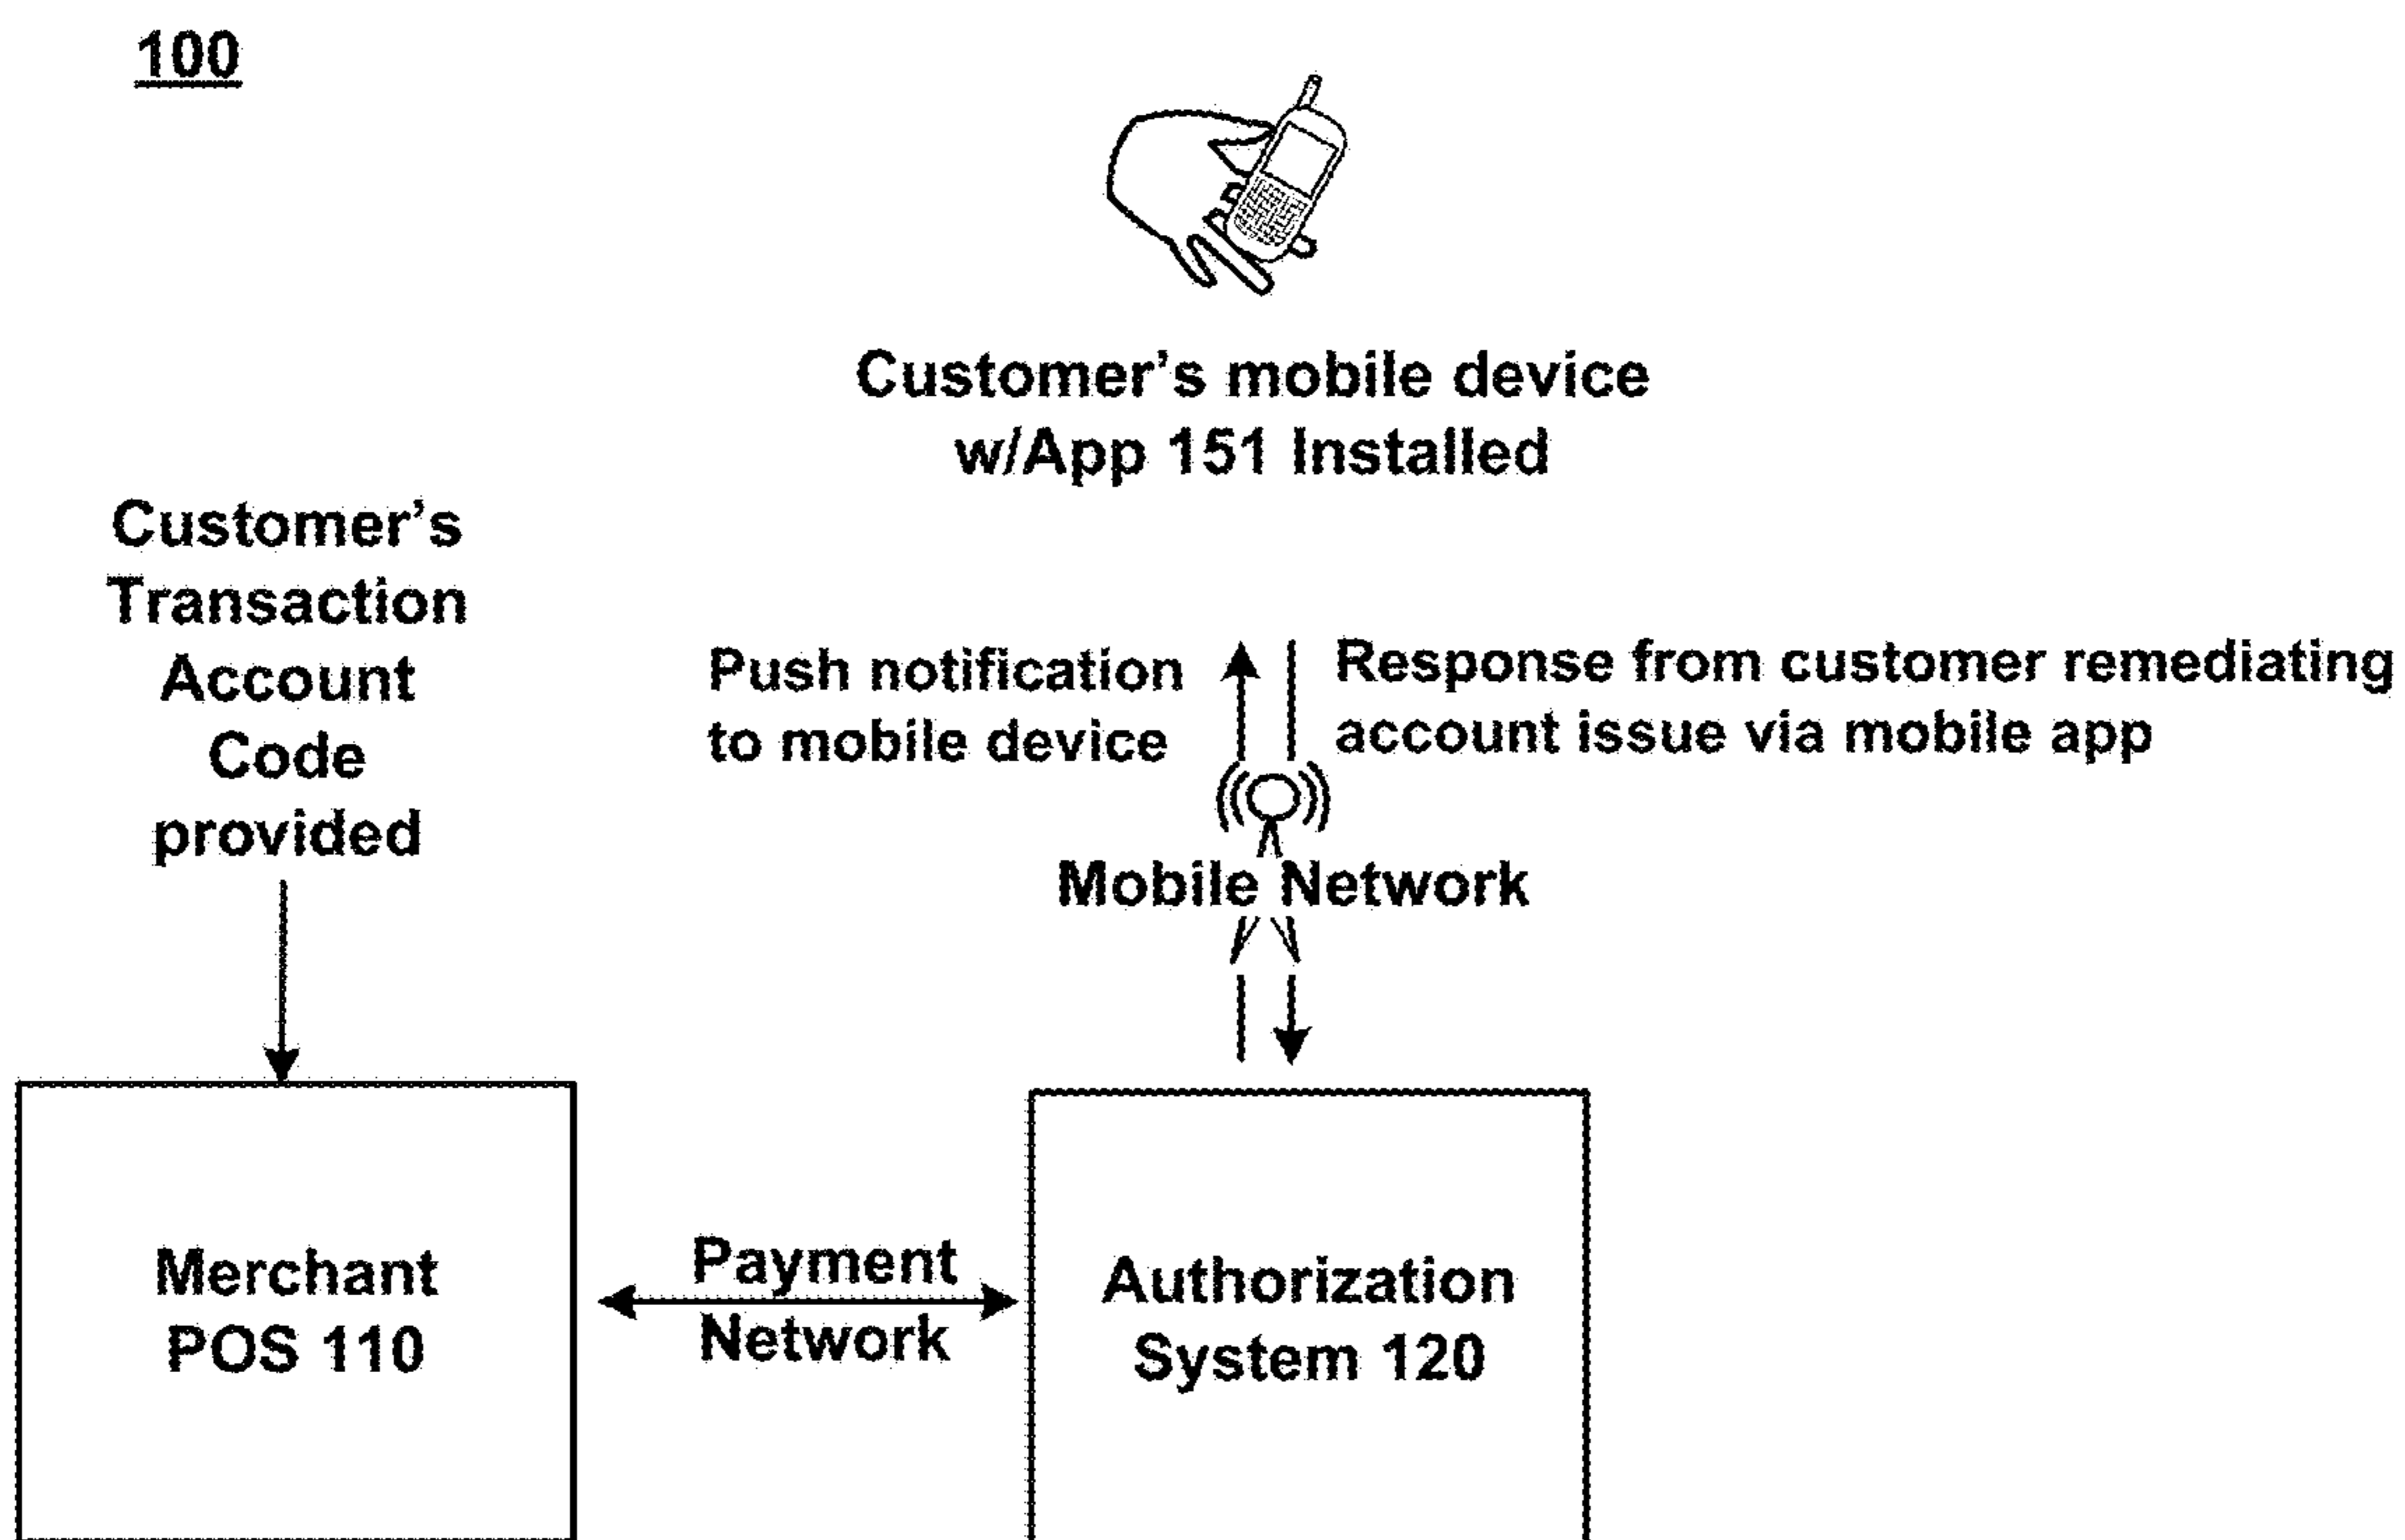 100
Customer's mobile device
w/App 151 Installed
Customer's
Transaction
Account
Code
provided
Push notification
to mobile device
Response from customer remediating
account issue via mobile app
Mobile Network
Merchant
POS 110
Payment
Network
Authorization
System 120